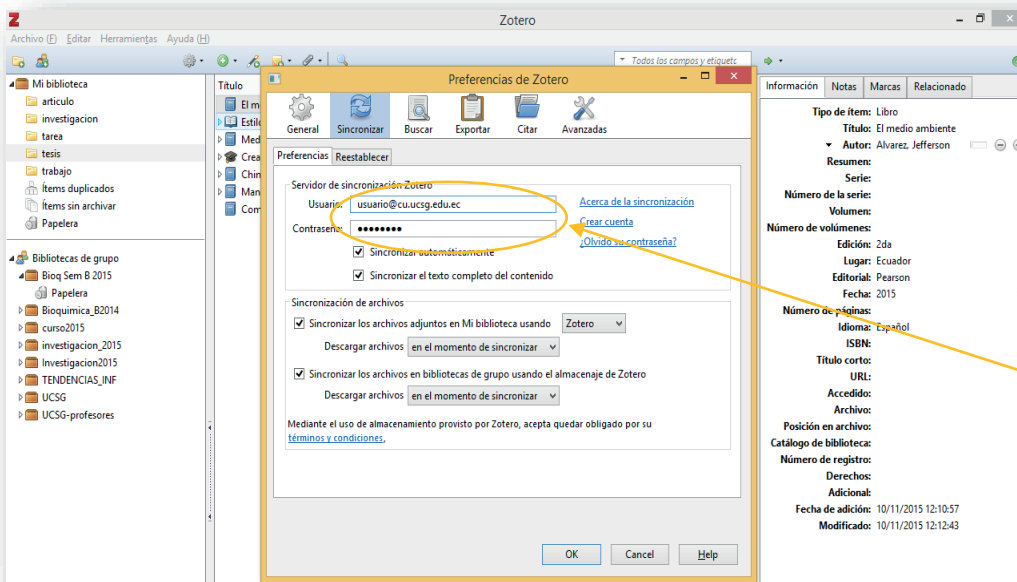 Zotero
Archivo (F) Editar Herramientas Ayuda (H)
Todos los campos y etiquetc
Mi biblioteca
articulo
investigacion
tarea
tesis
trabajo
Ítems duplicados
Ítems sin archivar
Papelera
Bibliotecas de grupo
Bioq Sem B 2015
Papelera
Bioquimica_B2014
curso2015
investigacion_2015
Investigacion2015
TENDENCIAS_INF
UCSG
UCSG-profesores
Título
El m
Estilo
Med
Crea
Chin
Man
Com
Preferencias de Zotero
General Sincronizar Buscar Exportar Citar Avanzadas
Preferencias Reestablecer
Servidor de sincronización Zotero
Usuario: usuario@cu.ucsg.edu.ec
Contraseña: ●●●●●●●●
Acerca de la sincronización
Crear cuenta
¿Olvido su contraseña?
Sincronizar automáticamente
Sincronizar el texto completo del contenido
Sincronización de archivos
Sincronizar los archivos adjuntos en Mi biblioteca usando Zotero
Descargar archivos en el momento de sincronizar
Sincronizar los archivos en bibliotecas de grupo usando el almacenaje de Zotero
Descargar archivos en el momento de sincronizar
Mediante el uso de almacenamiento provisto por Zotero, acepta quedar obligado por su
términos y condiciones.
OK Cancel Help
Información Notas Marcas Relacionado
Tipo de ítem: Libro
Título: El medio ambiente
Autor: Alvarez, Jefferson
Resumen:
Serie:
Número de la serie:
Volumen:
Número de volúmenes:
Edición: 2da
Lugar: Ecuador
Editorial: Pearson
Fecha: 2015
Número de páginas:
Idioma: Español
ISBN:
Título corto:
URL:
Accedido:
Archivo:
Posición en archivo:
Catálogo de biblioteca:
Número de registro:
Derechos:
Adicional:
Fecha de adición: 10/11/2015 12:10:57
Modificado: 10/11/2015 12:12:43